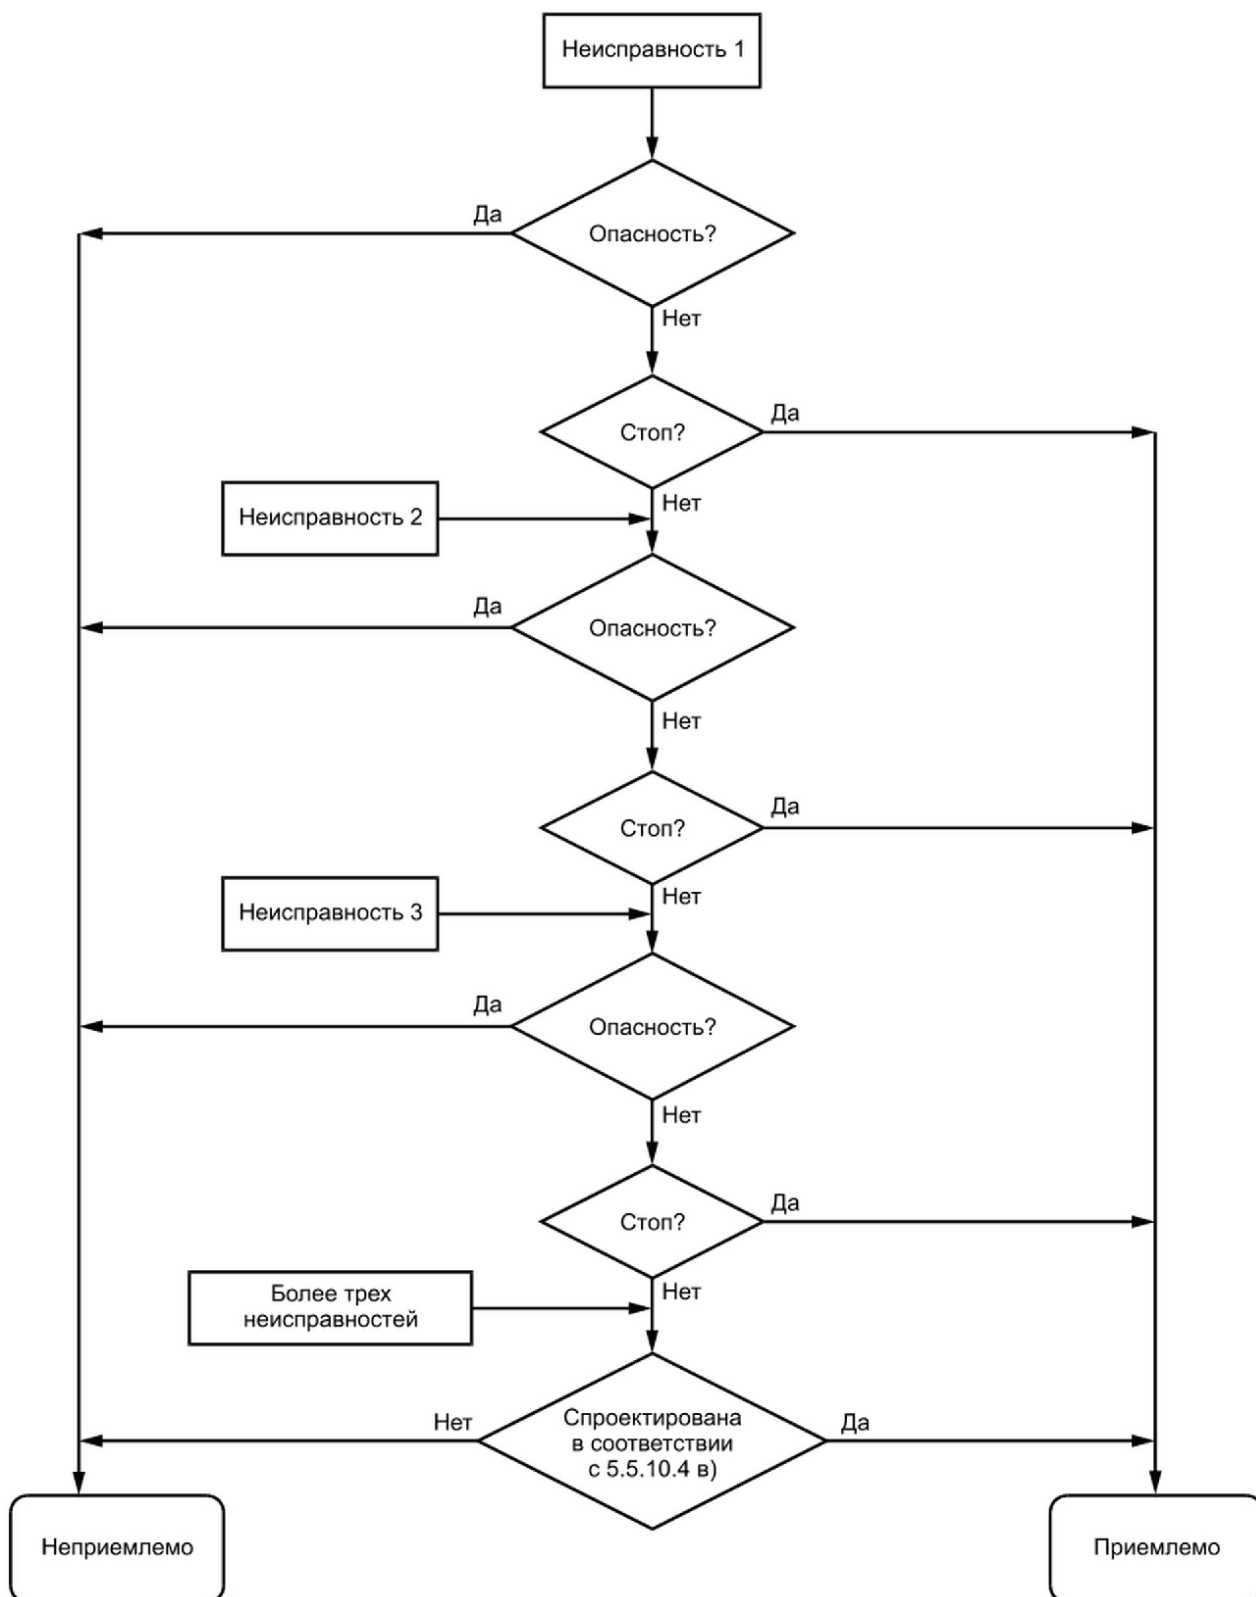 Неисправность 1
Да
Опасность?
Нет
Стоп?
Да
Нет
Неисправность 2
Да
Опасность?
Нет
Стоп?
Да
Нет
Неисправность 3
Да
Опасность?
Нет
Стоп?
Да
Нет
Более трех
неисправностей
Нет
Спроектирована
в соответствии
с 5.5.10.4 в)
Да
Неприемлемо
Приемлемо